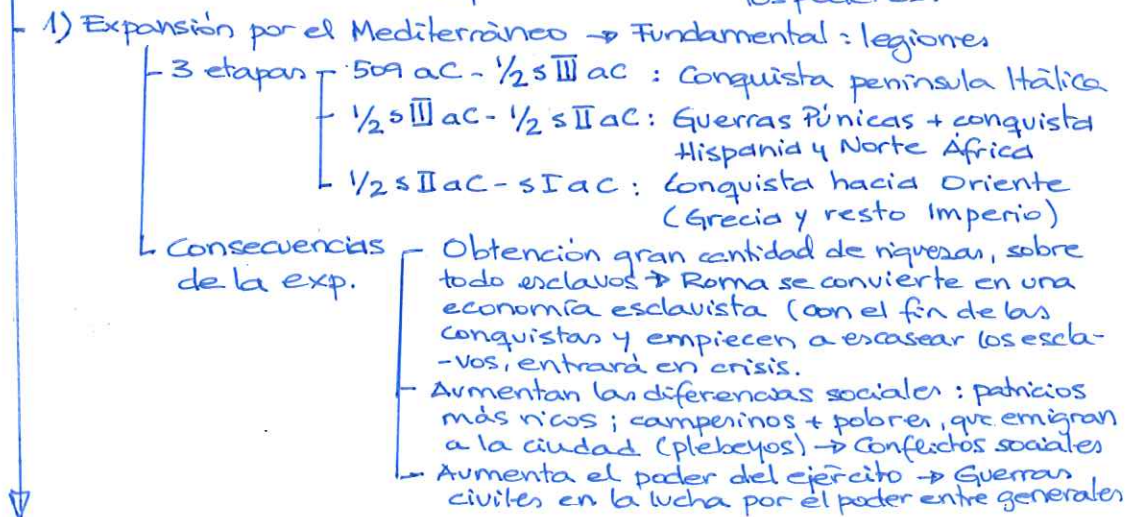 1) Expansión por el Mediterráneo → Fundamental: legiones
3 etapas
509 aC - 1/2 s III aC : Conquista península Itálica
1/2 s III aC - 1/2 s II aC: Guerras Púnicas + conquista
Hispania y Norte África
1/2 s II aC - s I aC : Conquista hacia Oriente
(Grecia y resto Imperio)
Consecuencias
de la exp.
Obtención gran cantidad de riquezas, sobre
todo esclavos → Roma se convierte en una
economía esclavista (con el fin de las
conquistas y empiecen a escasear los escla-
-vos, entrará en crisis.
Aumentan las diferencias sociales : patricios
más ricos ; campesinos + pobres, que emigran
a la ciudad (plebeyos) → Conflictos sociales
Aumenta el poder del ejército → Guerras
civiles en la lucha por el poder entre generales